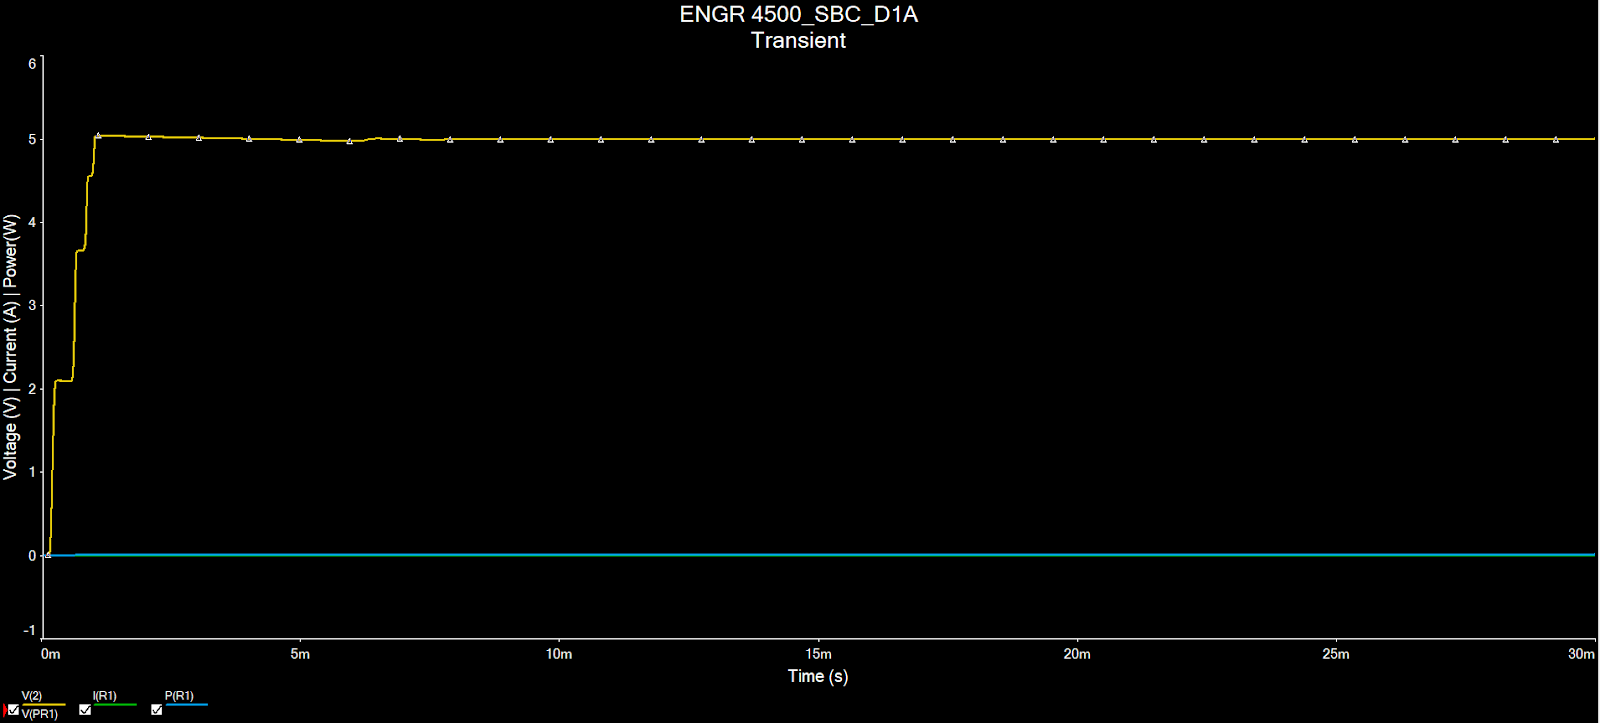 ENGR 4500_SBC_D1A
Transient
Voltage (V) | Current (A) | Power(W)
6
5
4
3
2
1
0
-1
0m
5m
10m
15m
20m
25m
30m
Time (s)
V(2)
I(R1)
P(R1)
V(PR1)